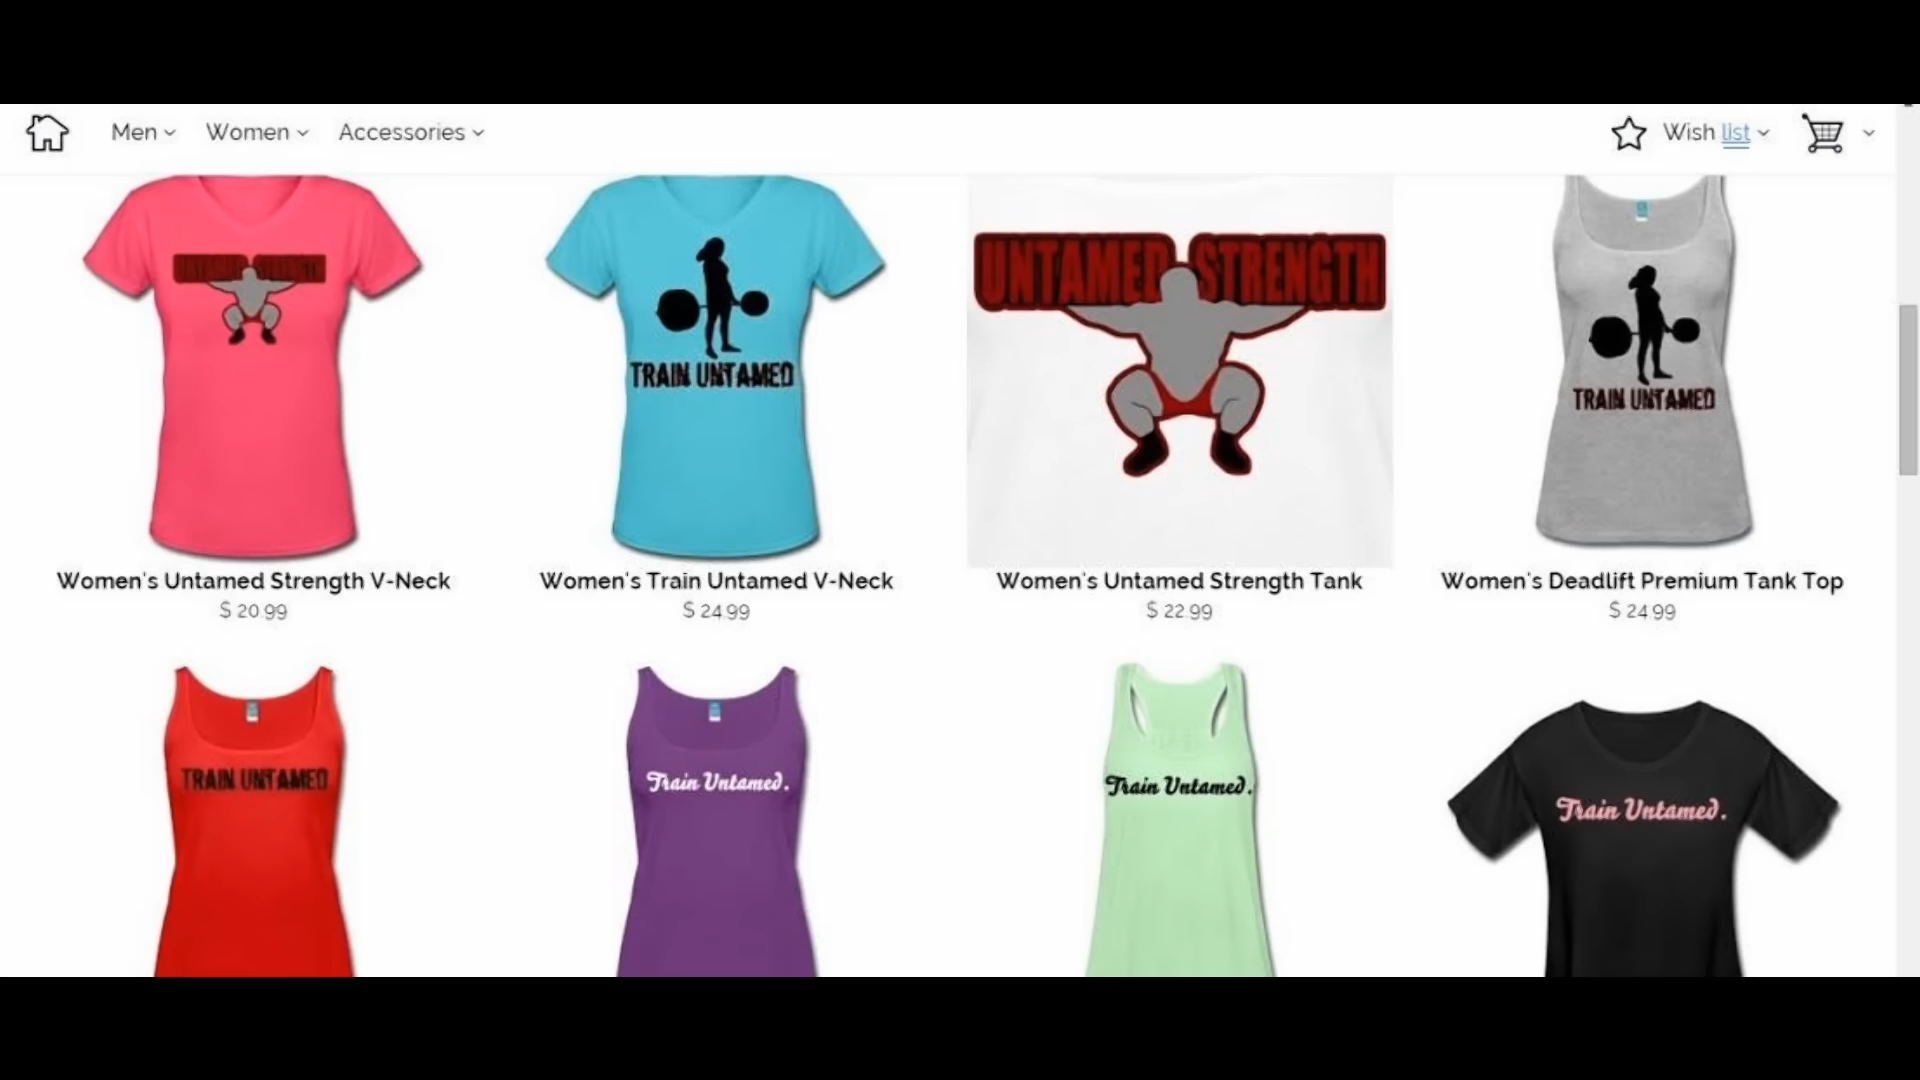 Men Women Accessories Wish list
UNTAMED STRENGTH
TRAIN UNTAMED
UNTAMED STRENGTH
TRAIN UNTAMED
Women's Untamed Strength V-Neck
$ 20.99
Women's Train Untamed V-Neck
$ 24.99
Women's Untamed Strength Tank
$ 22.99
Women's Deadlift Premium Tank Top
$ 24.99
TRAIN UNTAMED
Train Untamed.
Train Untamed.
Train Untamed.